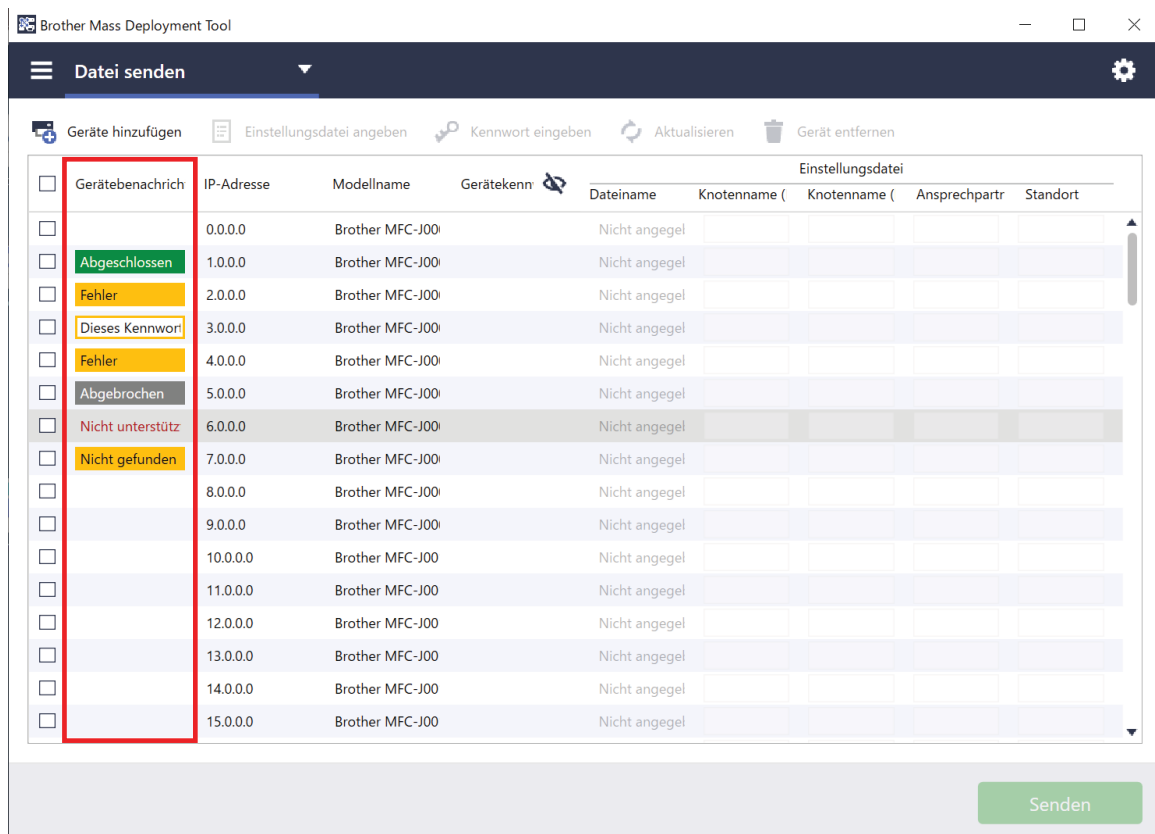 Brother Mass Deployment Tool
Datei senden
Geräte hinzufügen Einstellungsdatei angeben Kennwort eingeben Aktualisieren Gerät entfernen
Einstellungsdatei
Gerätebenachrich IP-Adresse Modellname Gerätekenn
Dateiname Knotenname ( Knotenname ( Ansprechpartr Standort
0.0.0.0 Brother MFC-J00 Nicht angegel
Abgeschlossen 1.0.0.0 Brother MFC-J00 Nicht angegel
Fehler 2.0.0.0 Brother MFC-J00 Nicht angegel
Dieses Kennwort 3.0.0.0 Brother MFC-J00 Nicht angegel
Fehler 4.0.0.0 Brother MFC-J00 Nicht angegel
Abgebrochen 5.0.0.0 Brother MFC-J00 Nicht angegel
Nicht unterstütz 6.0.0.0 Brother MFC-J00 Nicht angegel
Nicht gefunden 7.0.0.0 Brother MFC-J00 Nicht angegel
8.0.0.0 Brother MFC-J00 Nicht angegel
9.0.0.0 Brother MFC-J00 Nicht angegel
10.0.0.0 Brother MFC-J00 Nicht angegel
11.0.0.0 Brother MFC-J00 Nicht angegel
12.0.0.0 Brother MFC-J00 Nicht angegel
13.0.0.0 Brother MFC-J00 Nicht angegel
14.0.0.0 Brother MFC-J00 Nicht angegel
15.0.0.0 Brother MFC-J00 Nicht angegel
Senden